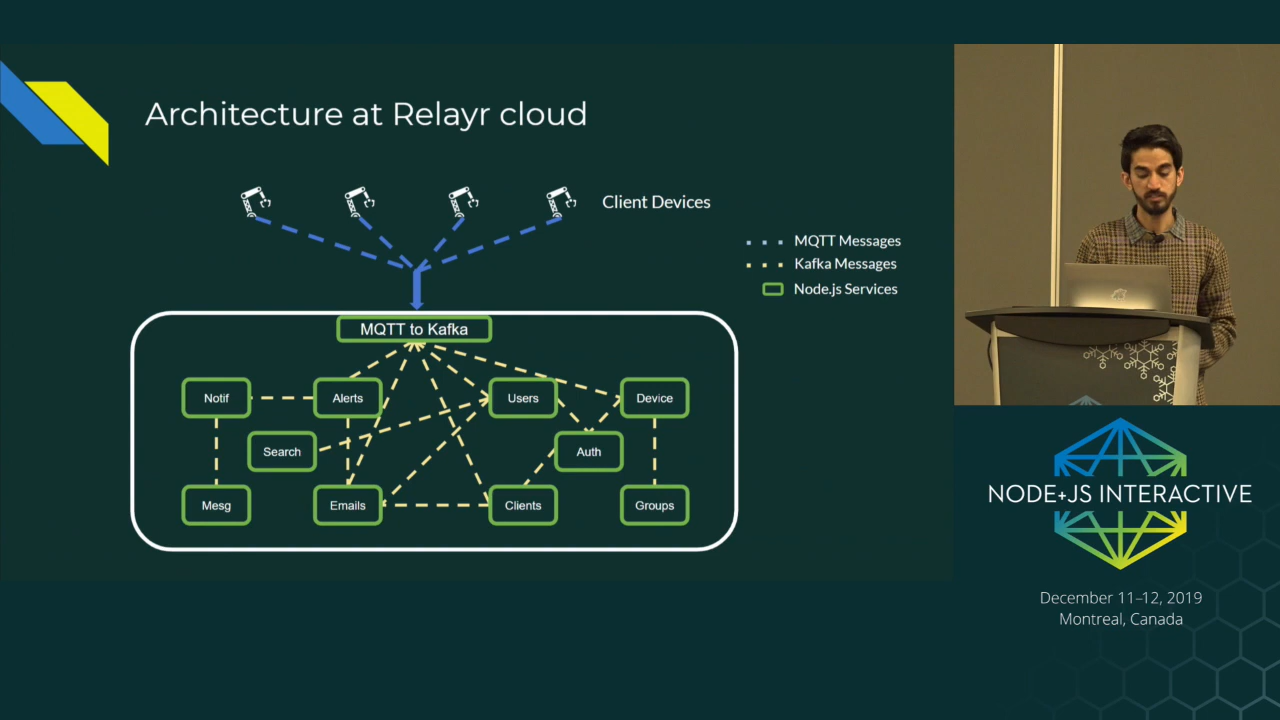 Architecture at Relayr cloud
Client Devices
MQTT Messages
Kafka Messages
Node.js Services
MQTT to Kafka
Notif
Alerts
Users
Device
Search
Auth
Mesg
Emails
Clients
Groups
NODE+JS INTERACTIVE
December 11–12, 2019
Montreal, Canada